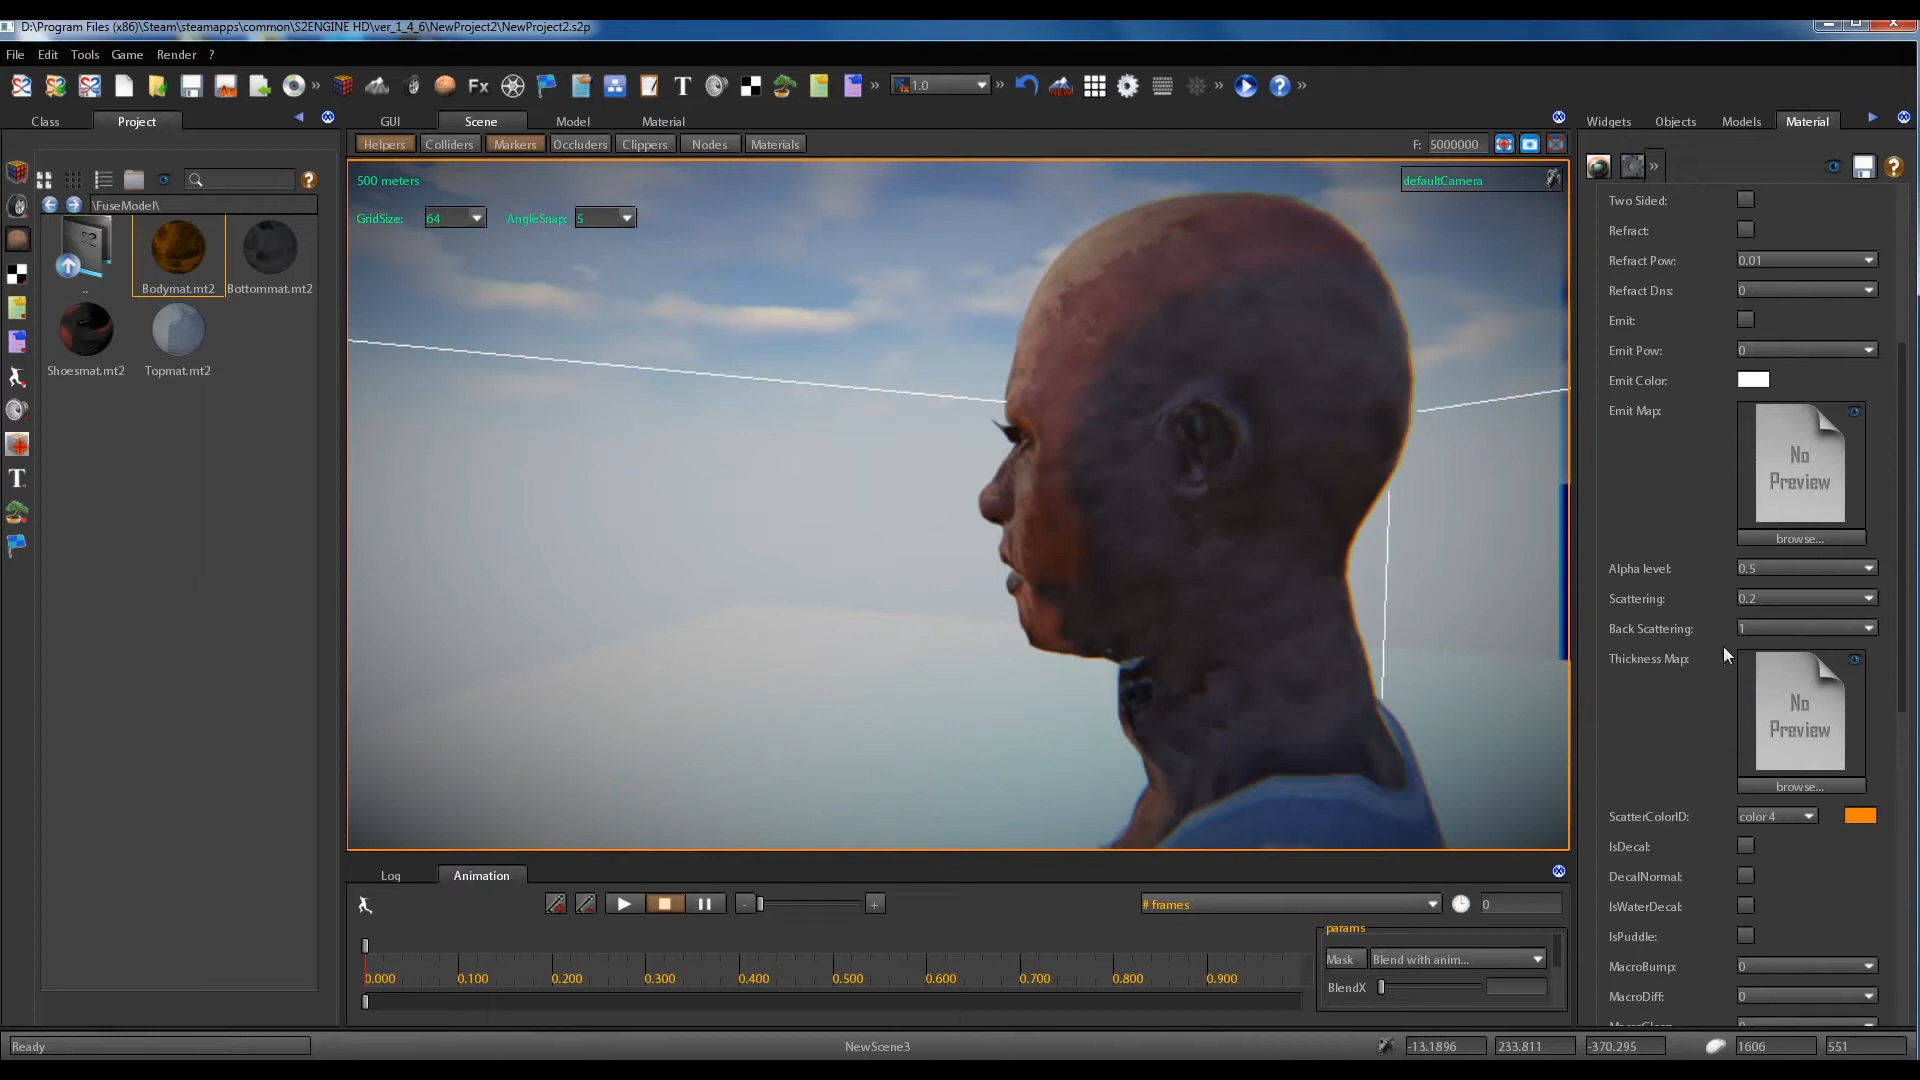 D:\Program Files (x86)\Steam\steamapps\common\S2ENGINE HD\ver_1_4_6\NewProject2\NewProject2.s2p
File Edit Tools Game Render ?
Fx T 1.0
Class Project
GUI Scene Model Material
Widgets Objects Models Material
Helpers Colliders Markers Occluders Clippers Nodes Materials
F: 5000000
500 meters
defaultCamera
GridSize: 64 AngleSnap: 5
\FuseModel\
..
Bodymat.mt2
Bottommat.mt2
Shoesmat.mt2
Topmat.mt2
Two Sided:
Refract:
Refract Pow: 0.01
Refract Dns: 0
Emit:
Emit Pow: 0
Emit Color:
Emit Map:
No
Preview
browse...
Alpha level: 0.5
Scattering: 0.2
Back Scattering: 1
Thickness Map:
No
Preview
browse...
ScatterColorID: color 4
IsDecal:
DecalNormal:
IsWaterDecal:
IsPuddle:
MacroBump: 0
MacroDiff: 0
Log Animation
- +
# frames
0
params
Mask Blend with anim...
BlendX
0.000 0.100 0.200 0.300 0.400 0.500 0.600 0.700 0.800 0.900
Ready
NewScene3
-13.1896 233.811 -370.295 1606 551